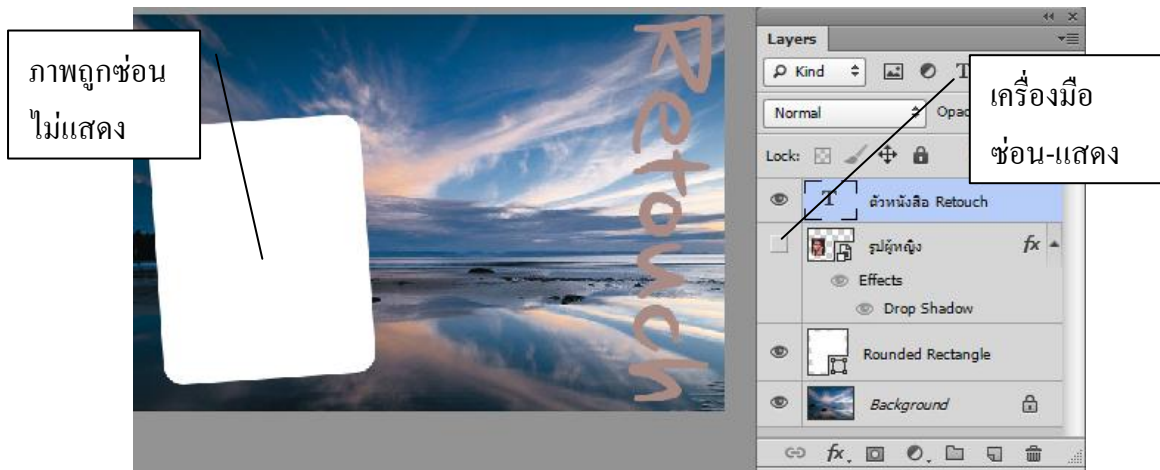 ภาพถูกซ่อน
ไม่แสดง
Retouch
Layers
Kind
T
เครื่องมือ
ซ่อน-แสดง
Normal
Lock:
T
ตัวหนังสือ Retouch
รูปผู้หญิง
fx
Effects
Drop Shadow
Rounded Rectangle
Background
fx